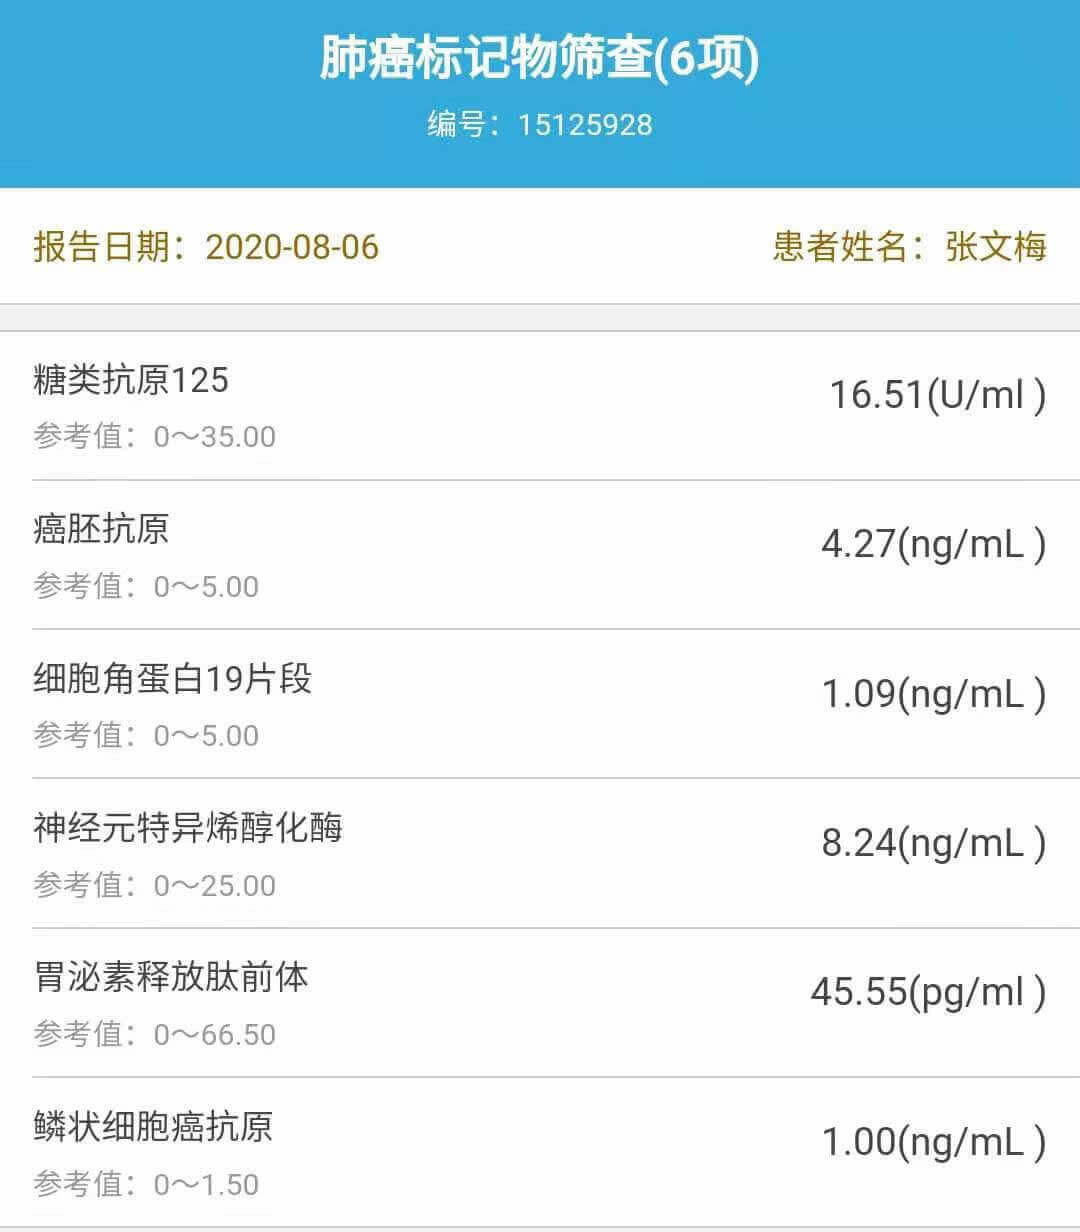 肺癌标记物筛查(6项)
编号：15125928
报告日期：2020-08-06 患者姓名：张文梅
糖类抗原125
16.51(U/ml )
参考值：0～35.00
癌胚抗原
4.27(ng/mL )
参考值：0～5.00
细胞角蛋白19片段
1.09(ng/mL )
参考值：0～5.00
神经元特异烯醇化酶
8.24(ng/mL )
参考值：0～25.00
胃泌素释放肽前体
45.55(pg/ml )
参考值：0～66.50
鳞状细胞癌抗原
1.00(ng/mL )
参考值：0～1.50